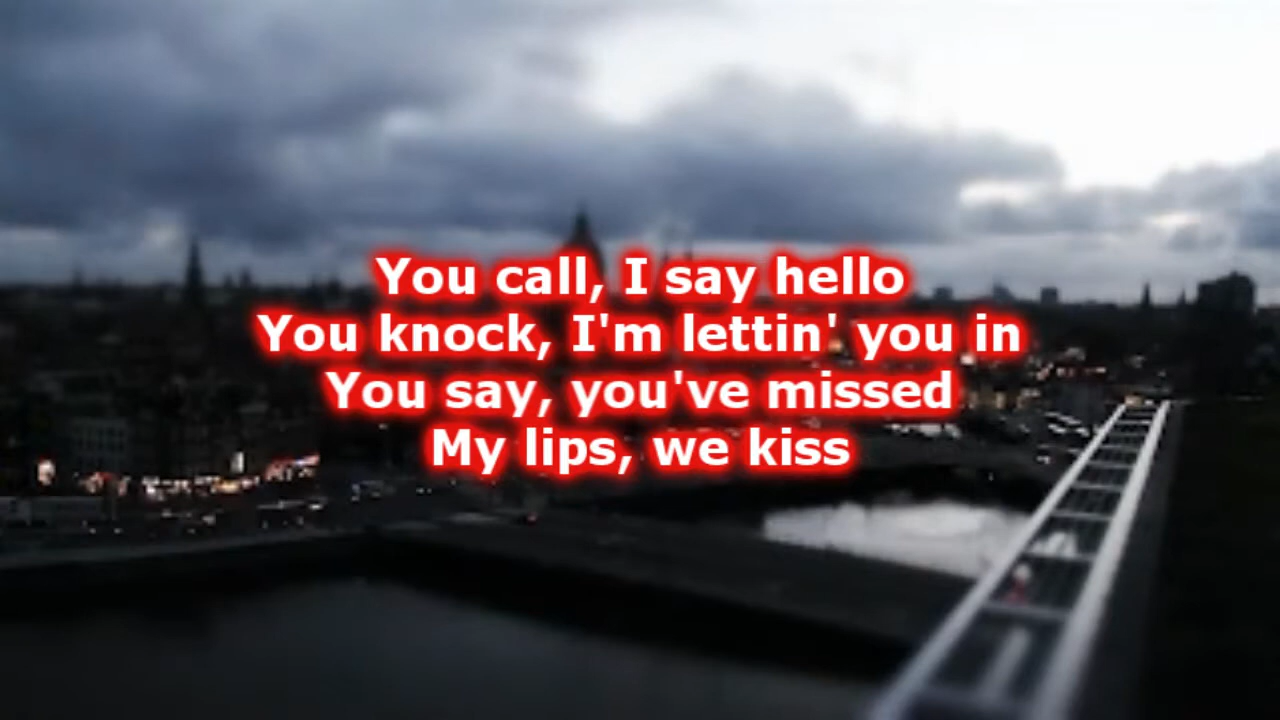 You call, I say hello
You knock, I'm lettin' you in
You say, you've missed
My lips, we kiss